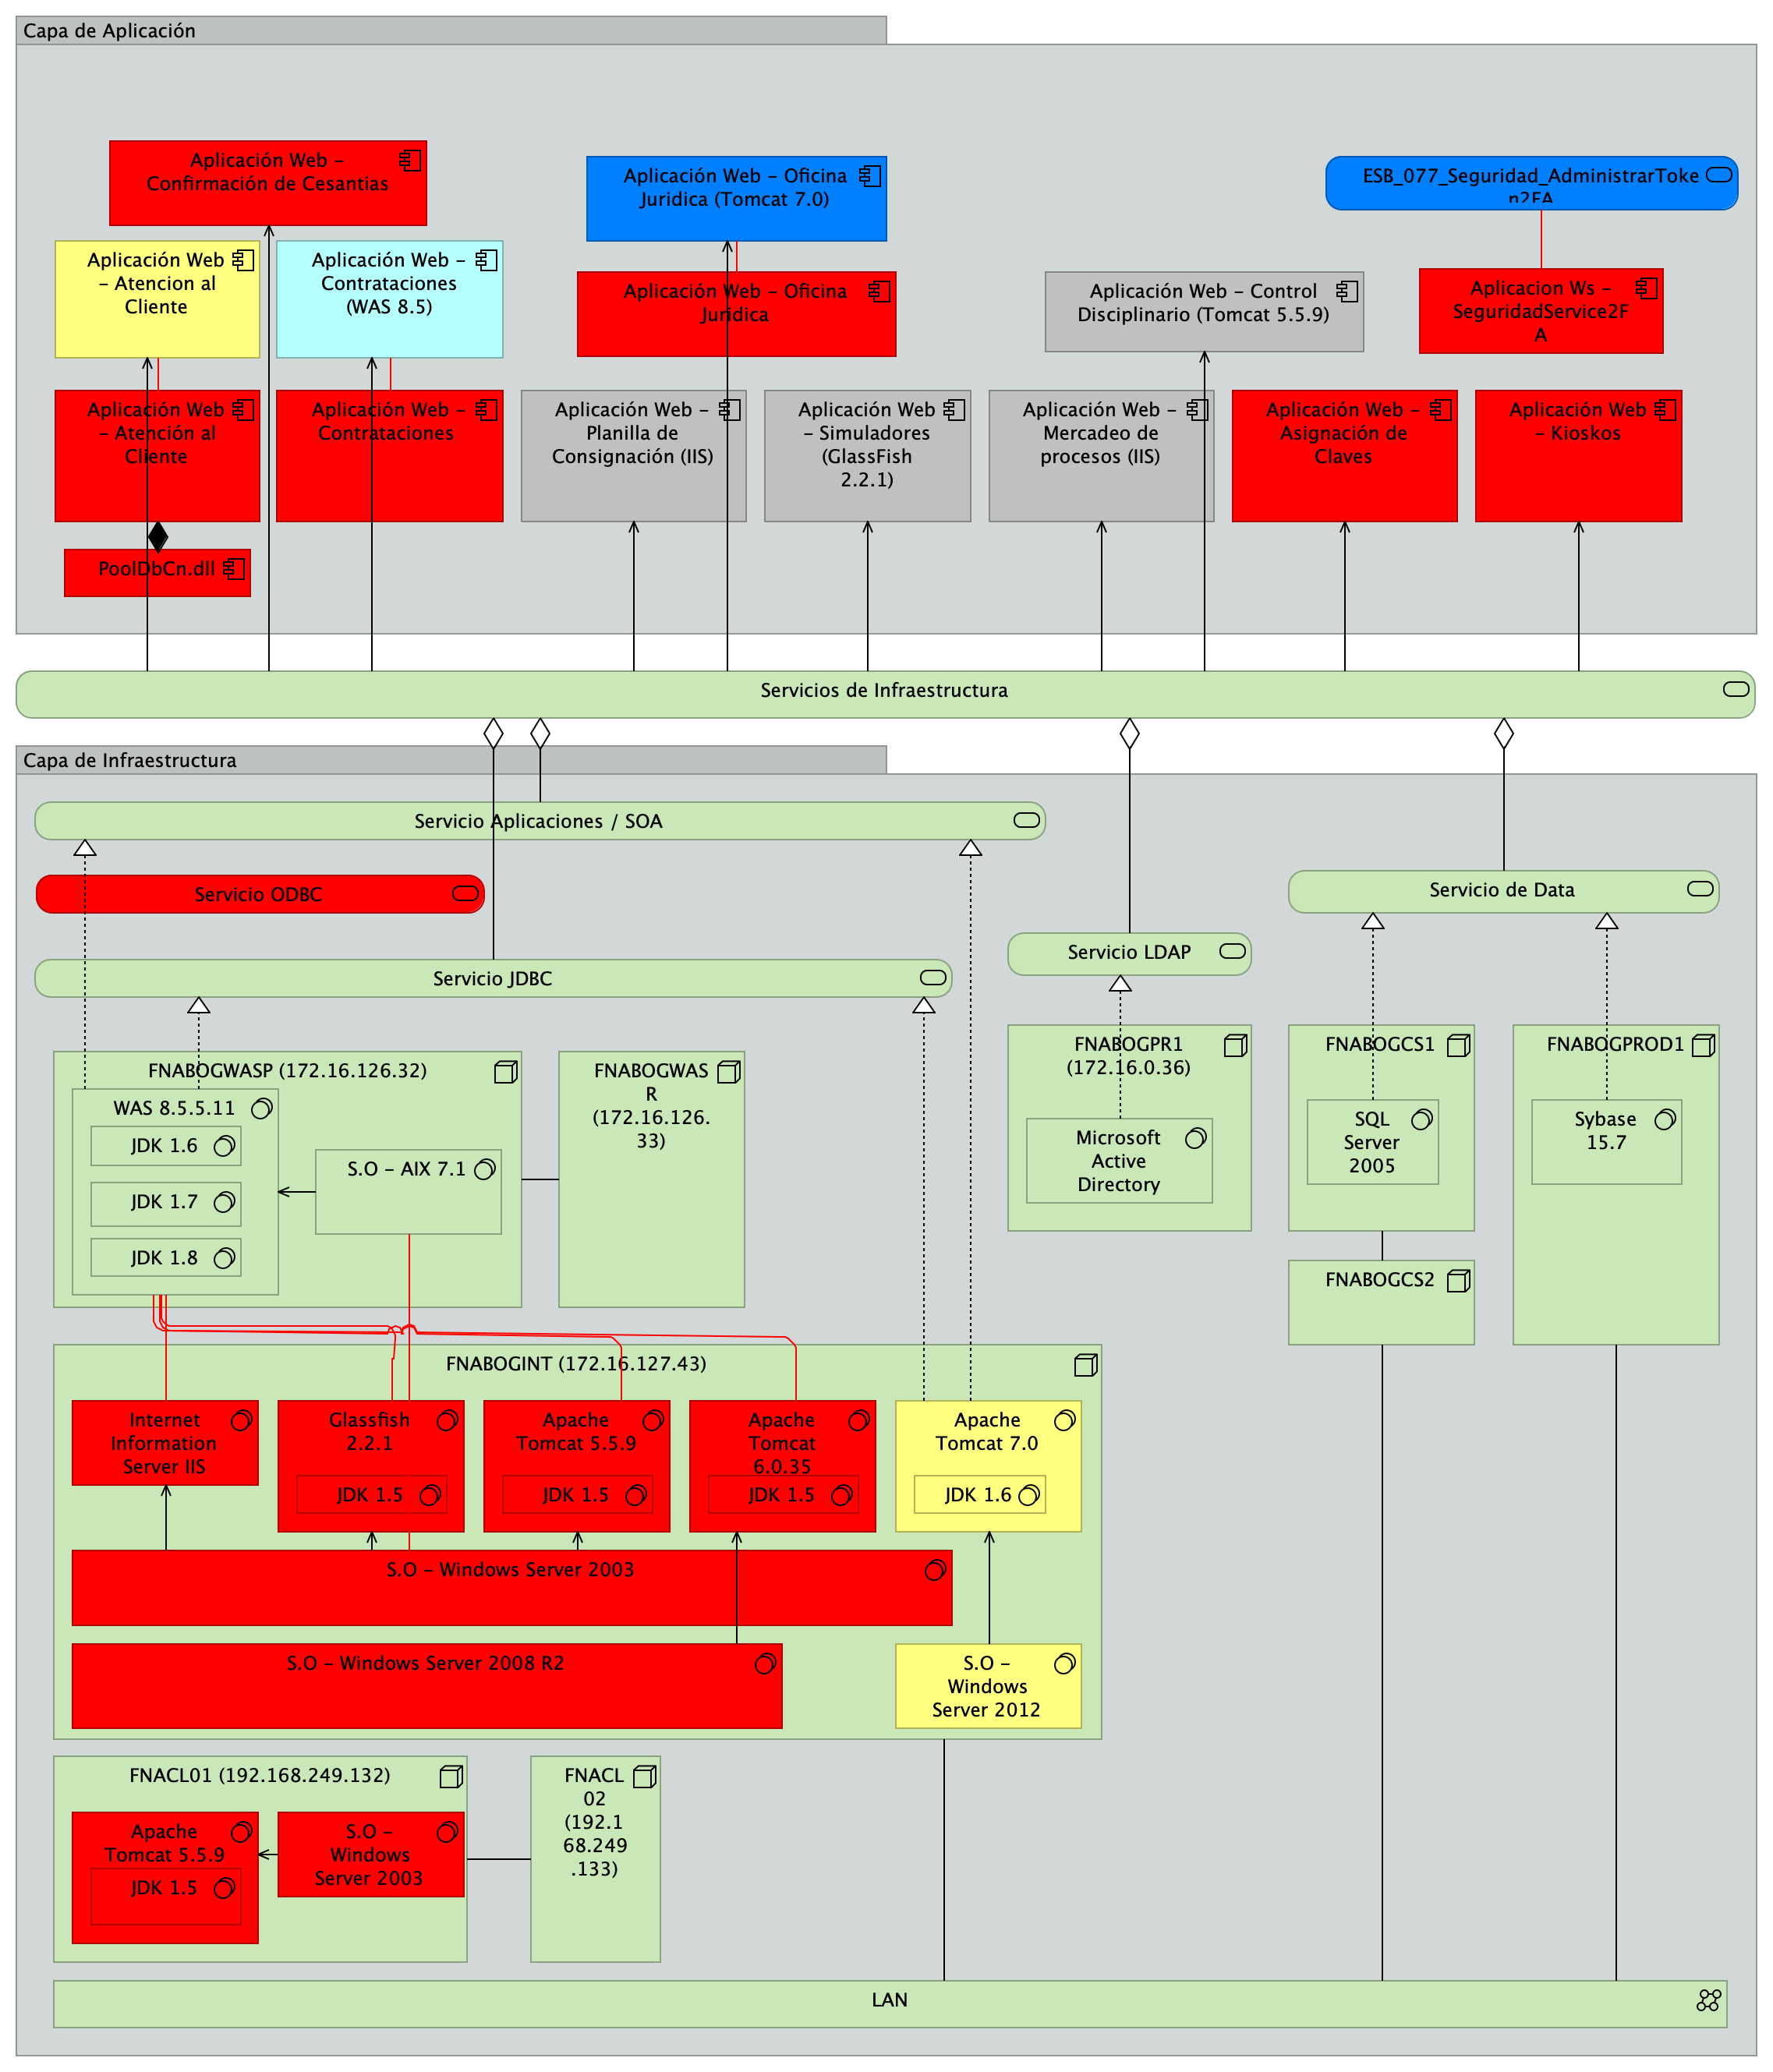 Capa de Aplicación
Aplicación Web –
Confirmación de Cesantias
Aplicación Web – Oficina
Juridica (Tomcat 7.0)
ESB_077_Seguridad_AdministrarToke
n2FA
Aplicación Web
– Atencion al
Cliente
Aplicación Web –
Contrataciones
(WAS 8.5)
Aplicación Web – Oficina
Juridica
Aplicación Web – Control
Disciplinario (Tomcat 5.5.9)
Aplicacion Ws –
SeguridadService2F
A
Aplicación Web
– Atención al
Cliente
Aplicación Web –
Contrataciones
Aplicación Web –
Planilla de
Consignación (IIS)
Aplicación Web
– Simuladores
(GlassFish
2.2.1)
Aplicación Web –
Mercadeo de
procesos (IIS)
Aplicación Web –
Asignación de
Claves
Aplicación Web
– Kioskos
PoolDbCn.dll
Servicios de Infraestructura
Capa de Infraestructura
Servicio Aplicaciones / SOA
Servicio ODBC
Servicio de Data
Servicio LDAP
Servicio JDBC
FNABOGWASP (172.16.126.32)
WAS 8.5.5.11
JDK 1.6
JDK 1.7
JDK 1.8
S.O – AIX 7.1
FNABOGWAS
R
(172.16.126.
33)
FNABOGPR1
(172.16.0.36)
Microsoft
Active
Directory
FNABOGCS1
SQL
Server
2005
FNABOGPROD1
Sybase
15.7
FNABOGCS2
FNABOGINT (172.16.127.43)
Internet
Information
Server IIS
Glassfish
2.2.1
JDK 1.5
Apache
Tomcat 5.5.9
JDK 1.5
Apache
Tomcat
6.0.35
JDK 1.5
Apache
Tomcat 7.0
JDK 1.6
S.O – Windows Server 2003
S.O – Windows Server 2008 R2
S.O –
Windows
Server 2012
FNACL01 (192.168.249.132)
Apache
Tomcat 5.5.9
JDK 1.5
S.O –
Windows
Server 2003
FNACL
02
(192.1
68.249
.133)
LAN